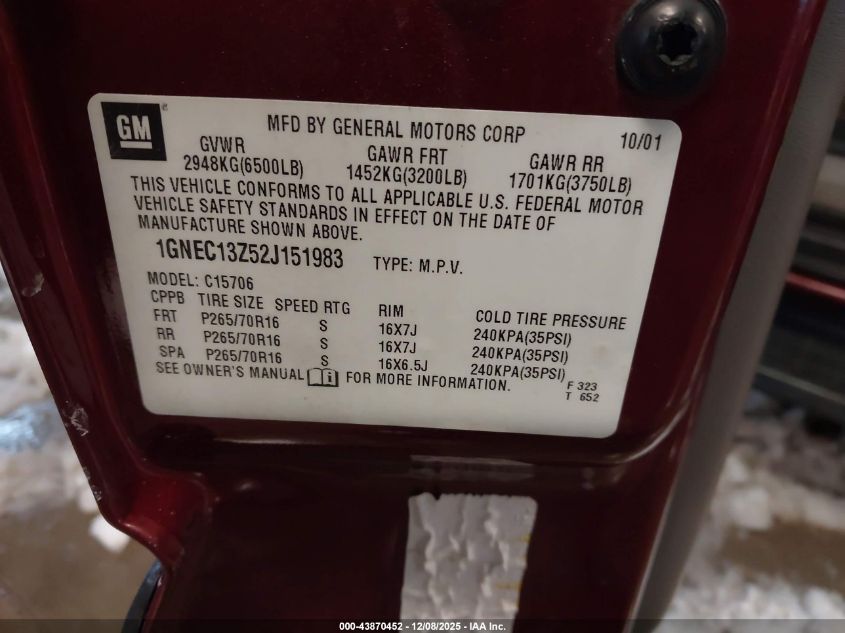 GM
MFD BY GENERAL MOTORS CORP 10/01
GVWR GAWR FRT GAWR RR
2948KG(6500LB) 1452KG(3200LB) 1701KG(3750LB)
THIS VEHICLE CONFORMS TO ALL APPLICABLE U.S. FEDERAL MOTOR
VEHICLE SAFETY STANDARDS IN EFFECT ON THE DATE OF
MANUFACTURE SHOWN ABOVE.
1GNEC13Z52J151983 TYPE: M.P.V.
MODEL: C15706
CPPB TIRE SIZE SPEED RTG RIM COLD TIRE PRESSURE
FRT P265/70R16 S 16X7J 240KPA(35PSI)
RR P265/70R16 S 16X7J 240KPA(35PSI)
SPA P265/70R16 S 16X6.5J 240KPA(35PSI)
SEE OWNER'S MANUAL FOR MORE INFORMATION.
F 323
T 652
000-43870452 - 12/08/2025 - IAA Inc.